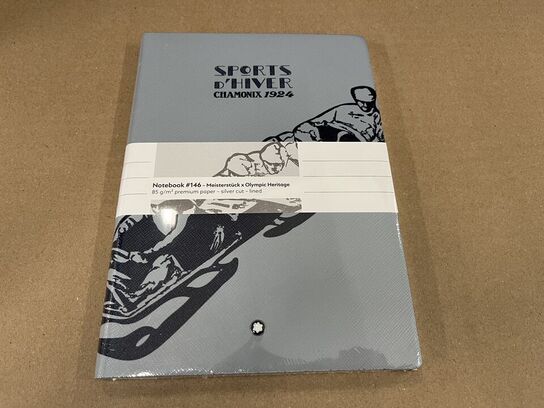 SPORTS
D'HIVER
CHAMONIX 1924
Notebook #146 – Meisterstück x Olympic Heritage
85 g/m² premium paper – silver cut – lined